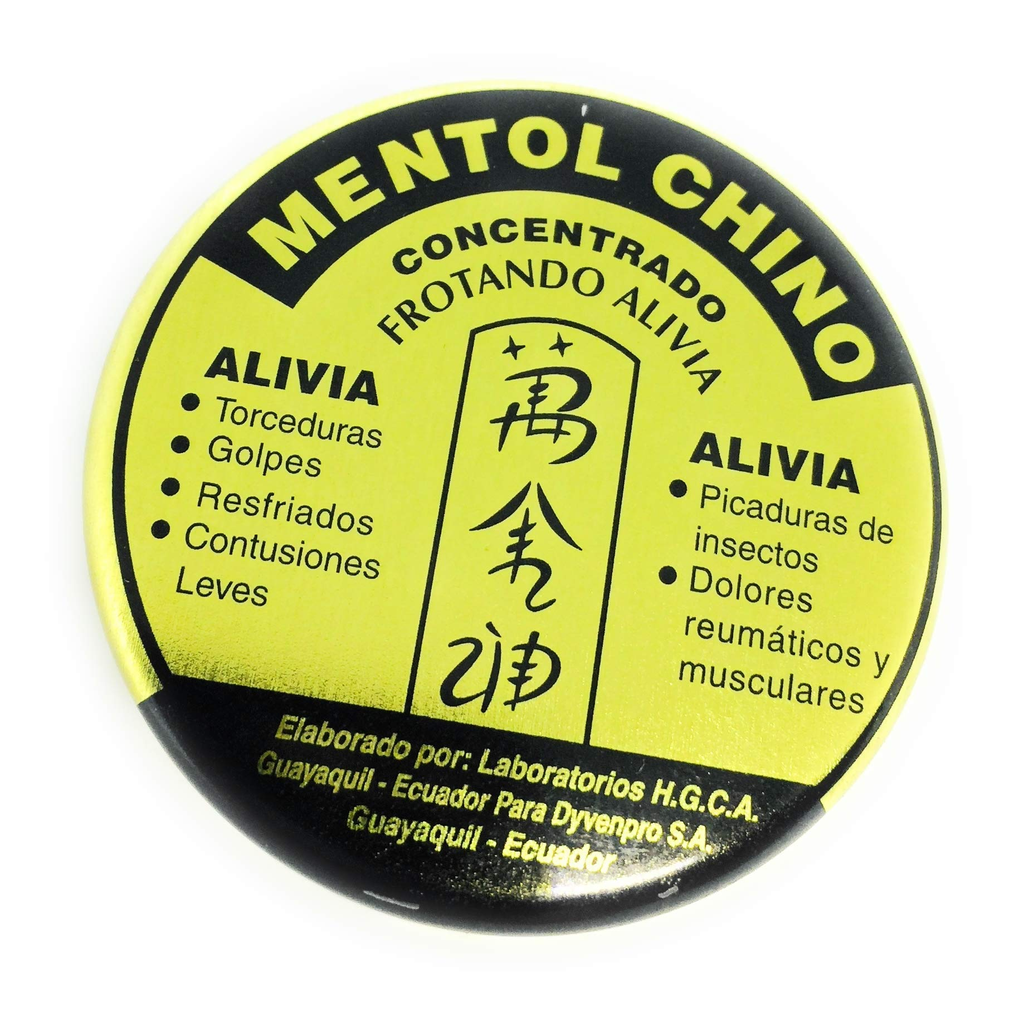 MENTOL CHINO
CONCENTRADO
FROTANDO ALIVIA
ALIVIA
• Torceduras
• Golpes
• Resfriados
• Contusiones
Leves
萬
金
油
ALIVIA
• Picaduras de
insectos
• Dolores
reumáticos y
musculares
Elaborado por: Laboratorios H.G.C.A.
Guayaquil - Ecuador Para Dyvenpro S.A.
Guayaquil - Ecuador